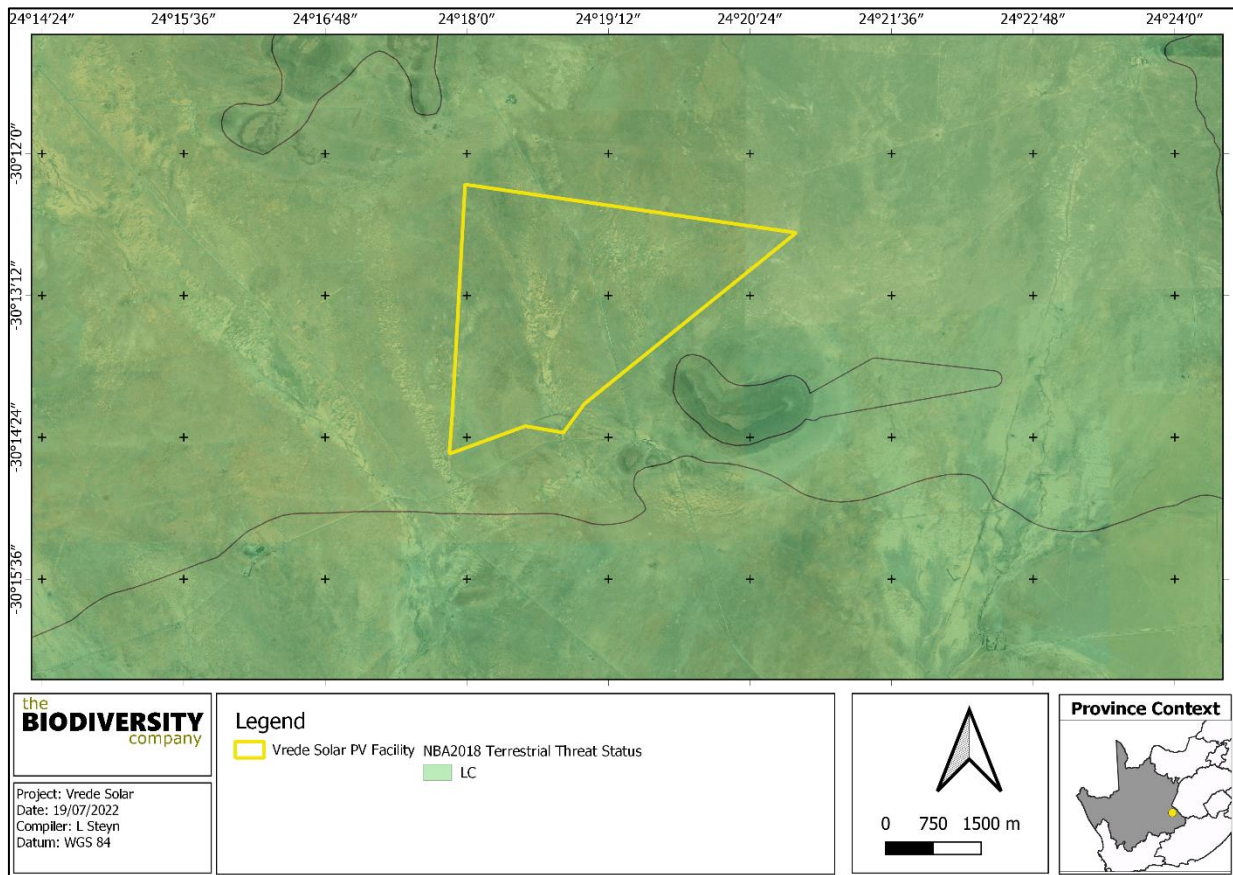 24°14'24" 24°15'36" 24°16'48" 24°18'0" 24°19'12" 24°20'24" 24°21'36" 24°22'48" 24°24'0"
-30°12'0"
-30°13'12"
-30°14'24"
-30°15'36"
the
BIODIVERSITY
company
Project: Vrede Solar
Date: 19/07/2022
Compiler: L Steyn
Datum: WGS 84
Legend
Vrede Solar PV Facility NBA2018 Terrestrial Threat Status
LC
0 750 1500 m
Province Context